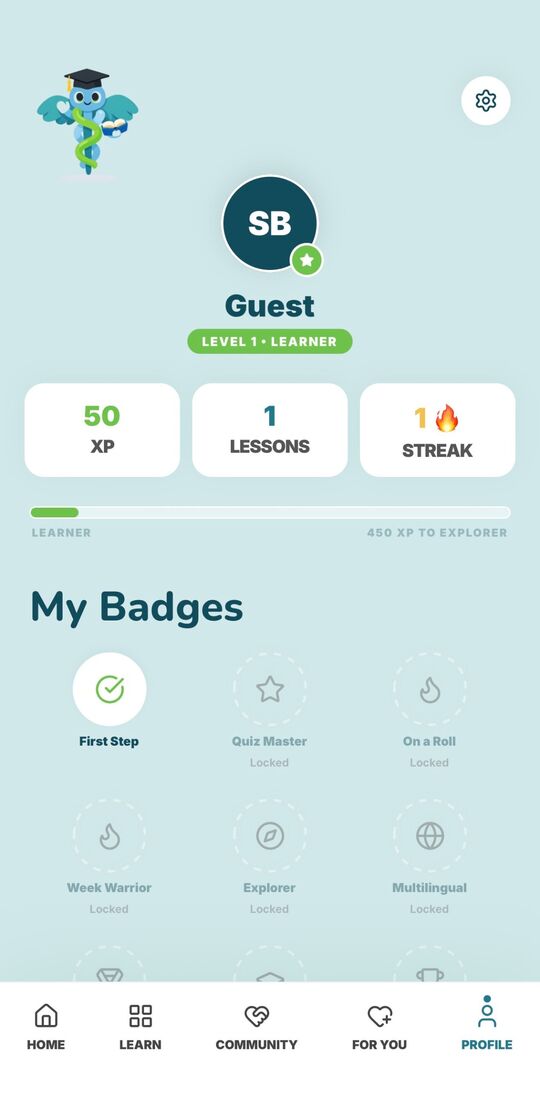 SB
Guest
LEVEL 1 • LEARNER
50
XP
1
LESSONS
1🔥
STREAK
LEARNER
450 XP TO EXPLORER
My Badges
First Step
Quiz Master
Locked
On a Roll
Locked
Week Warrior
Locked
Explorer
Locked
Multilingual
Locked
HOME
LEARN
COMMUNITY
FOR YOU
PROFILE